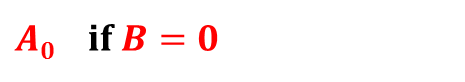 A₀ if B = 0